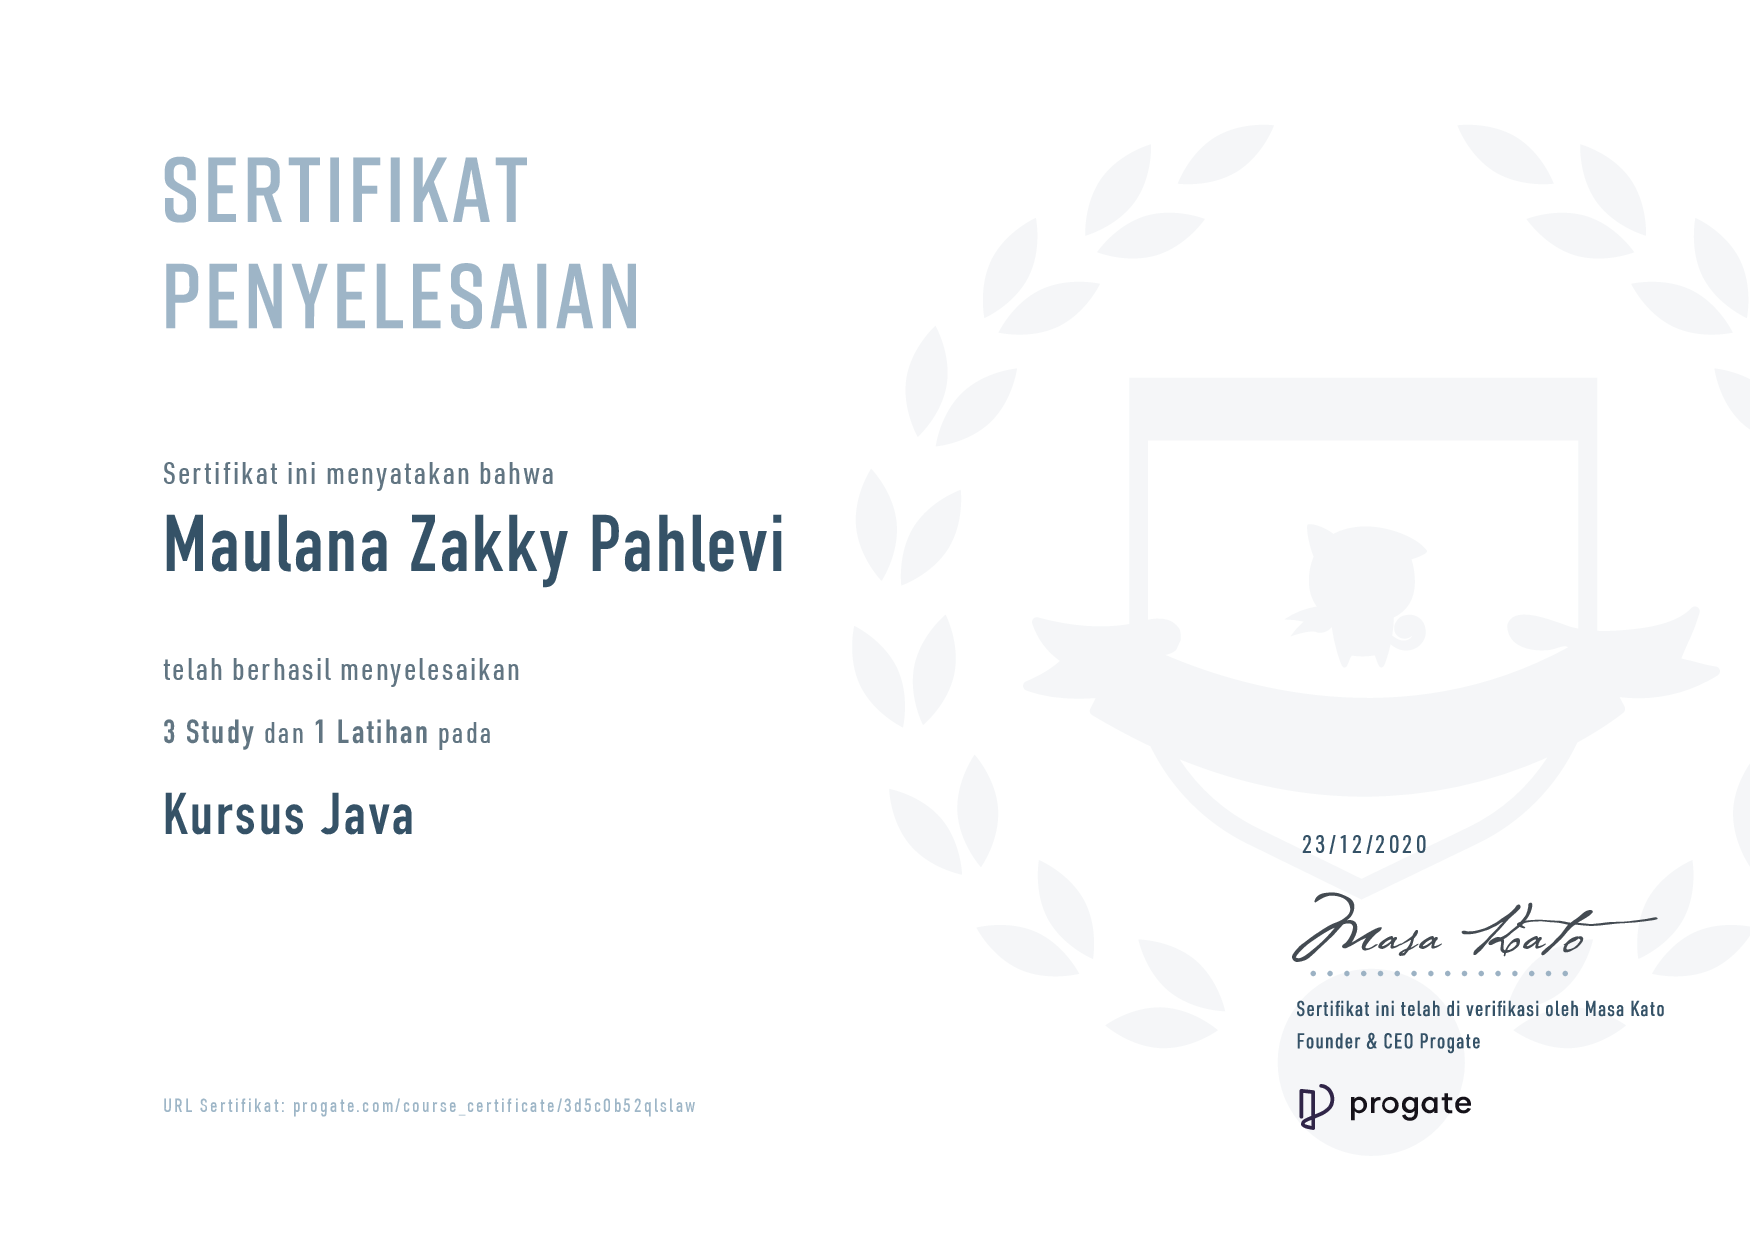 SERTIFIKAT
PENYELESAIAN
Sertifikat ini menyatakan bahwa
Maulana Zakky Pahlevi
telah berhasil menyelesaikan
3 Study dan 1 Latihan pada
Kursus Java
23/12/2020
Masa Kato
Sertifikat ini telah di verifikasi oleh Masa Kato
Founder & CEO Progate
URL Sertifikat: progate.com/course_certificate/3d5c0b52qlslaw
progate